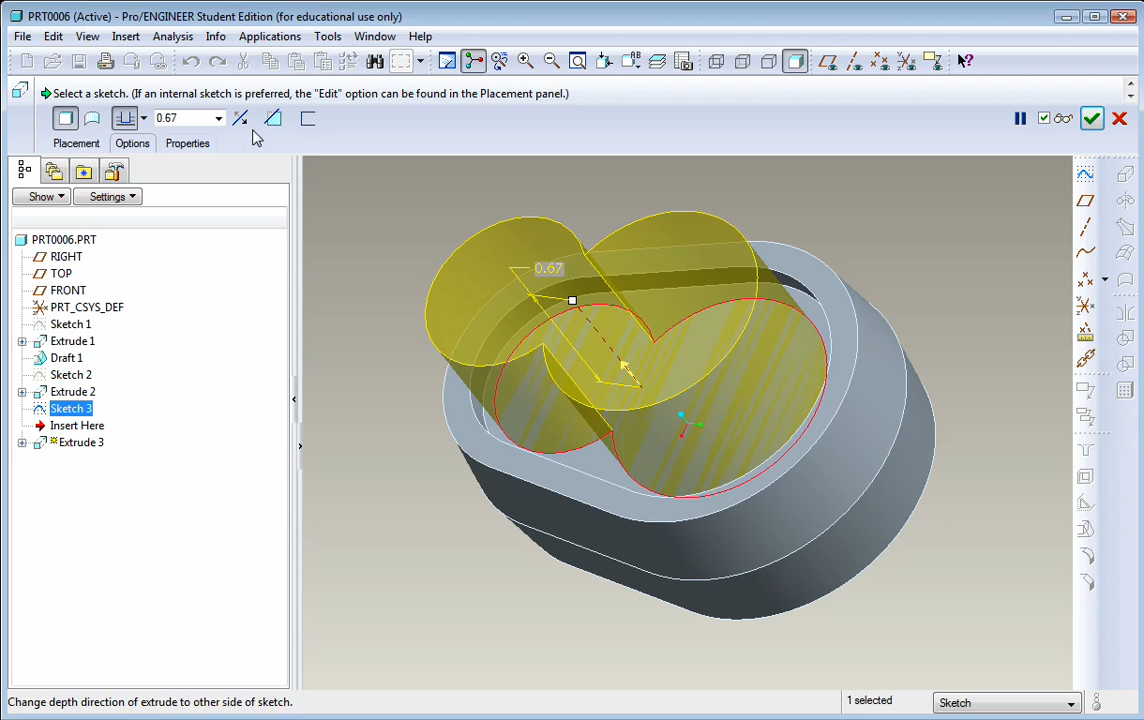 PRT0006 (Active) - Pro/ENGINEER Student Edition (for educational use only)
File Edit View Insert Analysis Info Applications Tools Window Help
Select a sketch. (If an internal sketch is preferred, the "Edit" option can be found in the Placement panel.)
0.67
Placement Options Properties
Show Settings
PRT0006.PRT
RIGHT
TOP
FRONT
PRT_CSYS_DEF
Sketch 1
Extrude 1
Draft 1
Sketch 2
Extrude 2
Sketch 3
Insert Here
Extrude 3
0.67
Change depth direction of extrude to other side of sketch.
1 selected
Sketch